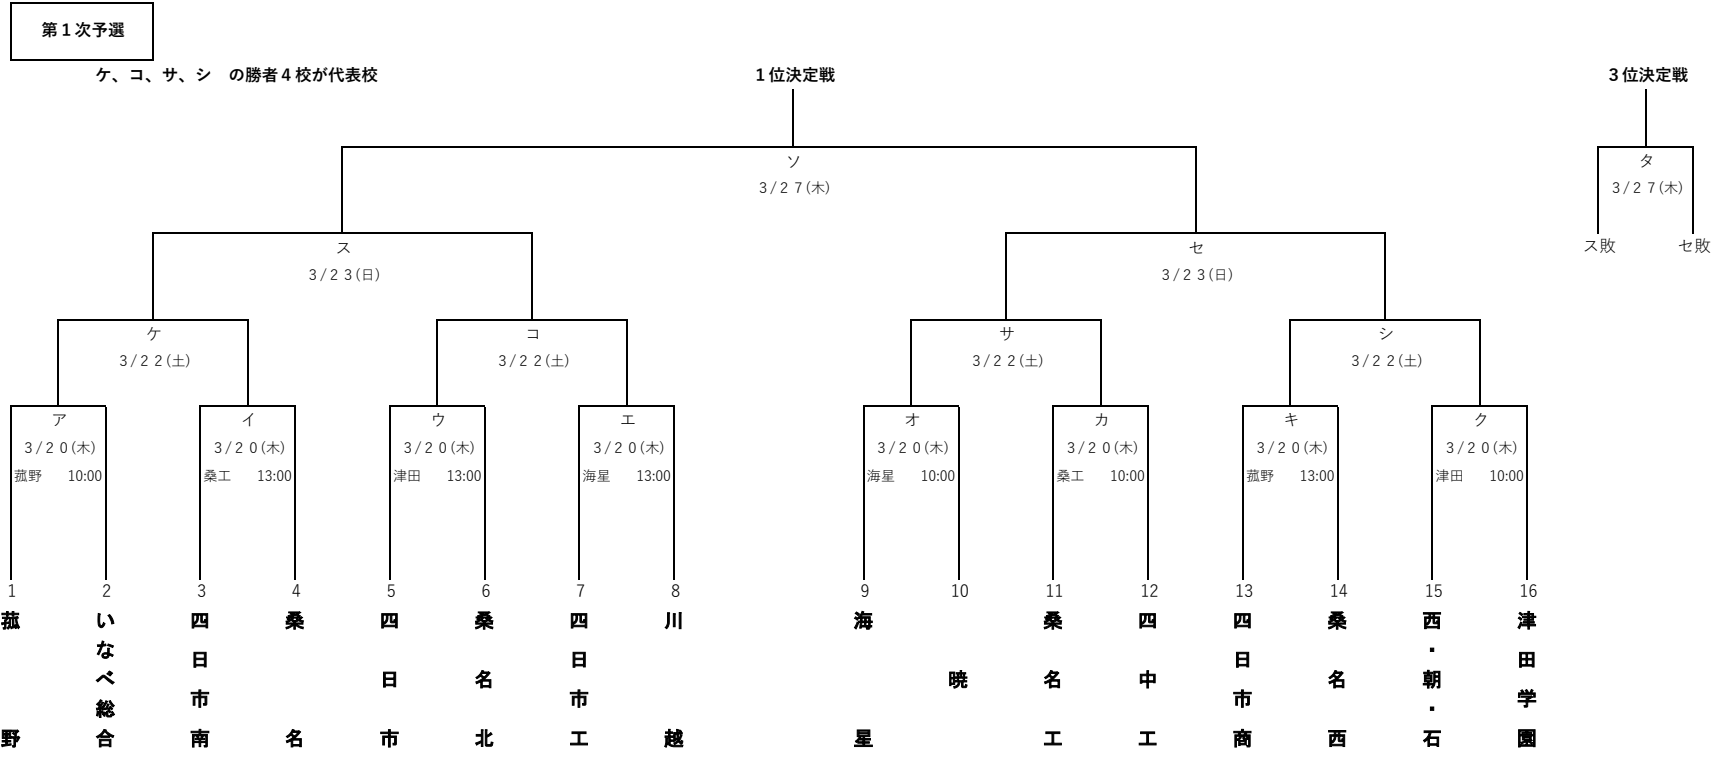 第１次予選
ケ、コ、サ、シ　の勝者４校が代表校
１位決定戦
３位決定戦
ソ
３/２７(木)
タ
３/２７(木)
ス敗
セ敗
ス
３/２３(日)
セ
３/２３(日)
ケ
３/２２(土)
コ
３/２２(土)
サ
３/２２(土)
シ
３/２２(土)
ア
３/２０(木)
菰野　10:00
イ
３/２０(木)
桑工　13:00
ウ
３/２０(木)
津田　13:00
エ
３/２０(木)
海星　13:00
オ
３/２０(木)
海星　10:00
カ
３/２０(木)
桑工　10:00
キ
３/２０(木)
菰野　13:00
ク
３/２０(木)
津田　10:00
1
菰野
2
いなべ総合
3
四日市南
4
桑名
5
四日市
6
桑名北
7
四日市工
8
川越
9
海星
10
暁
11
桑名工
12
四中工
13
四日市商
14
桑名西
15
西・朝・石
16
津田学園